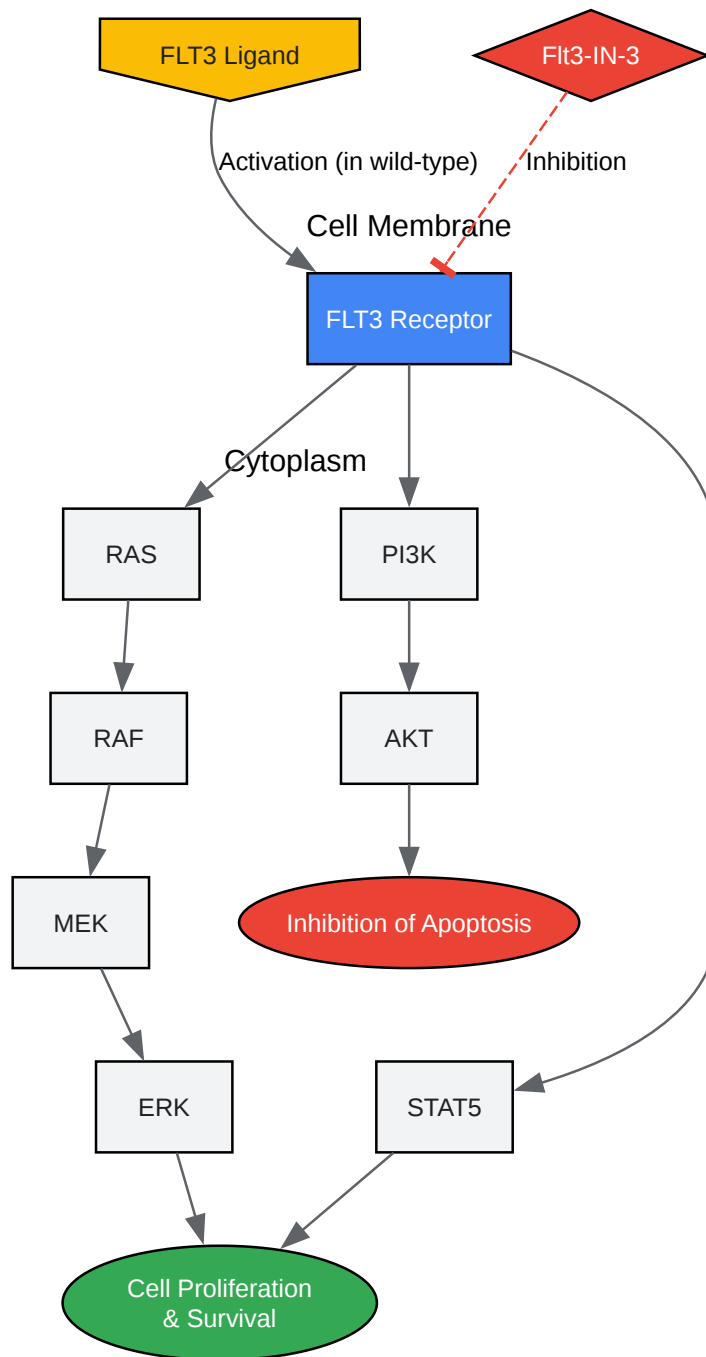 FLT3 Ligand
Flt3-IN-3
Activation (in wild-type)
Inhibition
Cell Membrane
FLT3 Receptor
Cytoplasm
RAS
PI3K
RAF
AKT
MEK
Inhibition of Apoptosis
ERK
STAT5
Cell Proliferation
& Survival